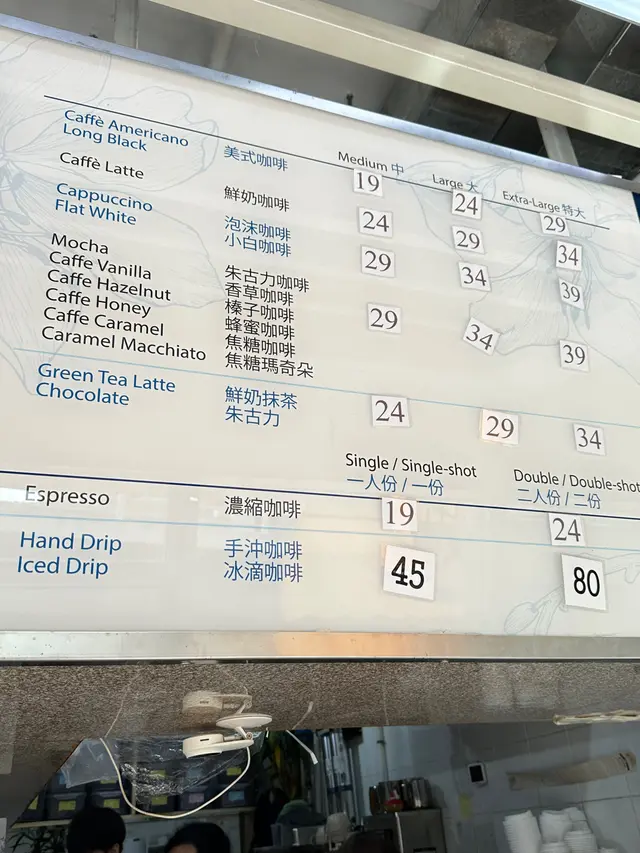 Medium 中 Large 大 Extra-Large 特大
Caffè Americano 美式咖啡 19 24 29
Long Black
Caffè Latte 鮮奶咖啡 24 29 34
Cappuccino 泡沫咖啡 29 34 39
Flat White 小白咖啡
Mocha 朱古力咖啡 29 34 39
Caffe Vanilla 香草咖啡
Caffe Hazelnut 榛子咖啡
Caffe Honey 蜂蜜咖啡
Caffe Caramel 焦糖咖啡
Caramel Macchiato 焦糖瑪奇朵
Green Tea Latte 鮮奶抹茶 24 29 34
Chocolate 朱古力
Single / Single-shot Double / Double-shot
一人份 / 一份 二人份 / 二份
Espresso 濃縮咖啡 19 24
Hand Drip 手沖咖啡 45 80
Iced Drip 冰滴咖啡